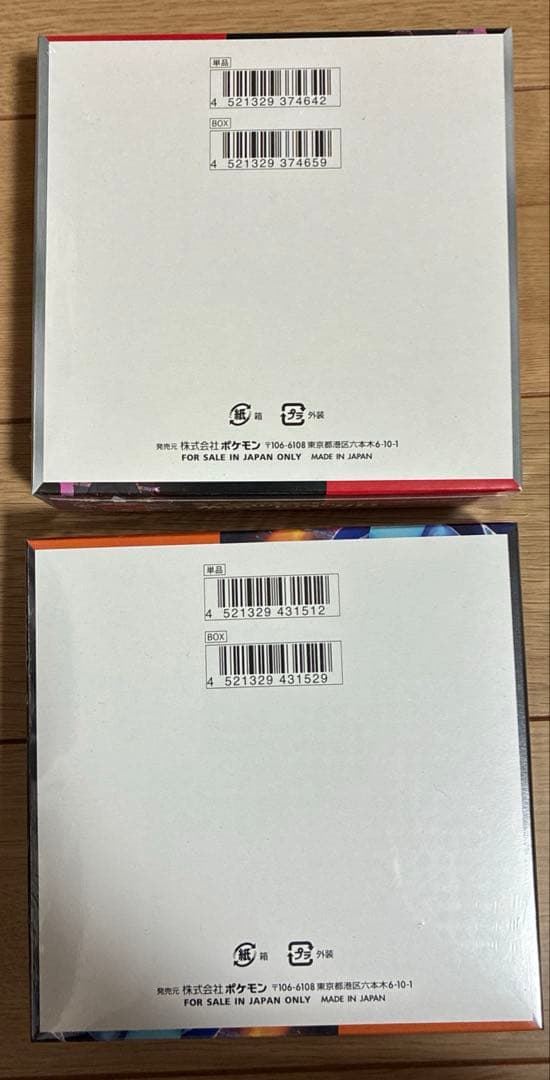 単品
4 521329 374642
BOX
4 521329 374659
紙 箱 プラ 外装
発売元 株式会社ポケモン 〒106-6108 東京都港区六本木6-10-1
FOR SALE IN JAPAN ONLY MADE IN JAPAN
単品
4 521329 431512
BOX
4 521329 431529
紙 箱 プラ 外装
発売元 株式会社ポケモン 〒106-6108 東京都港区六本木6-10-1
FOR SALE IN JAPAN ONLY MADE IN JAPAN